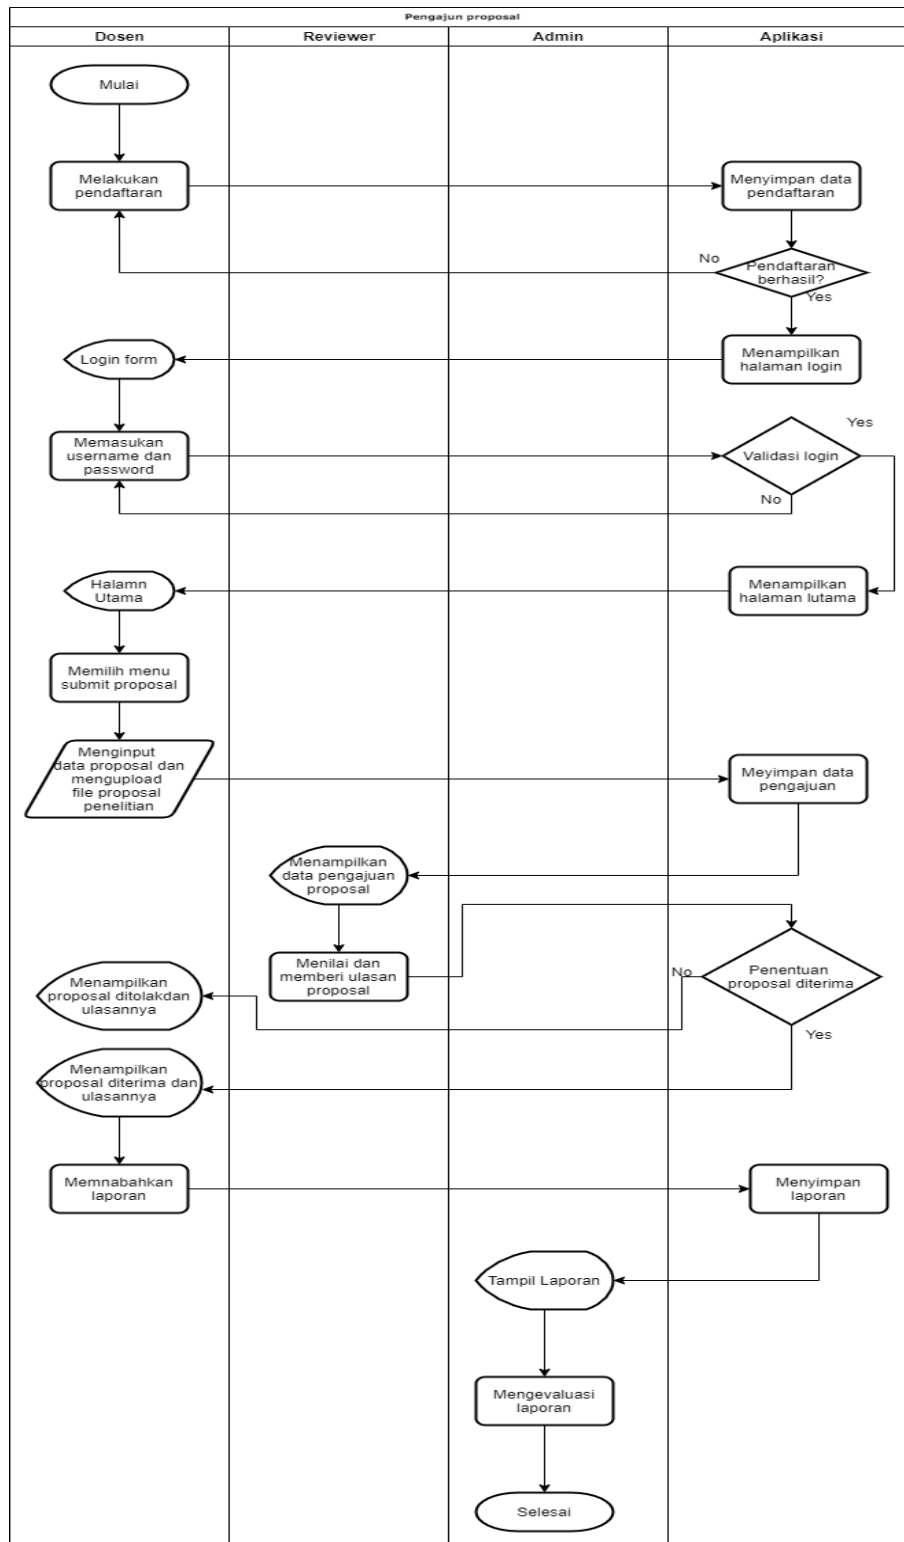 Pengajun proposal
Dosen
Reviewer
Admin
Aplikasi
Mulai
Melakukan
pendaftaran
Menyimpan data
pendaftaran
No
Pendaftaran
berhasil?
Yes
Login form
Menampilkan
halaman login
Memasukan
username dan
password
Yes
Validasi login
No
Halamn
Utama
Menampilkan
halaman lutama
Memilih menu
submit proposal
Menginput
data proposal dan
mengupload
file proposal
penelitian
Meyimpan data
pengajuan
Menampilkan
data pengajuan
proposal
Menilai dan
memberi ulasan
proposal
No
Penentuan
proposal diterima
Yes
Menampilkan
proposal ditolakdan
ulasannya
Menampilkan
proposal diterima dan
ulasannya
Memnabahkan
laporan
Menyimpan
laporan
Tampil Laporan
Mengevaluasi
laporan
Selesai